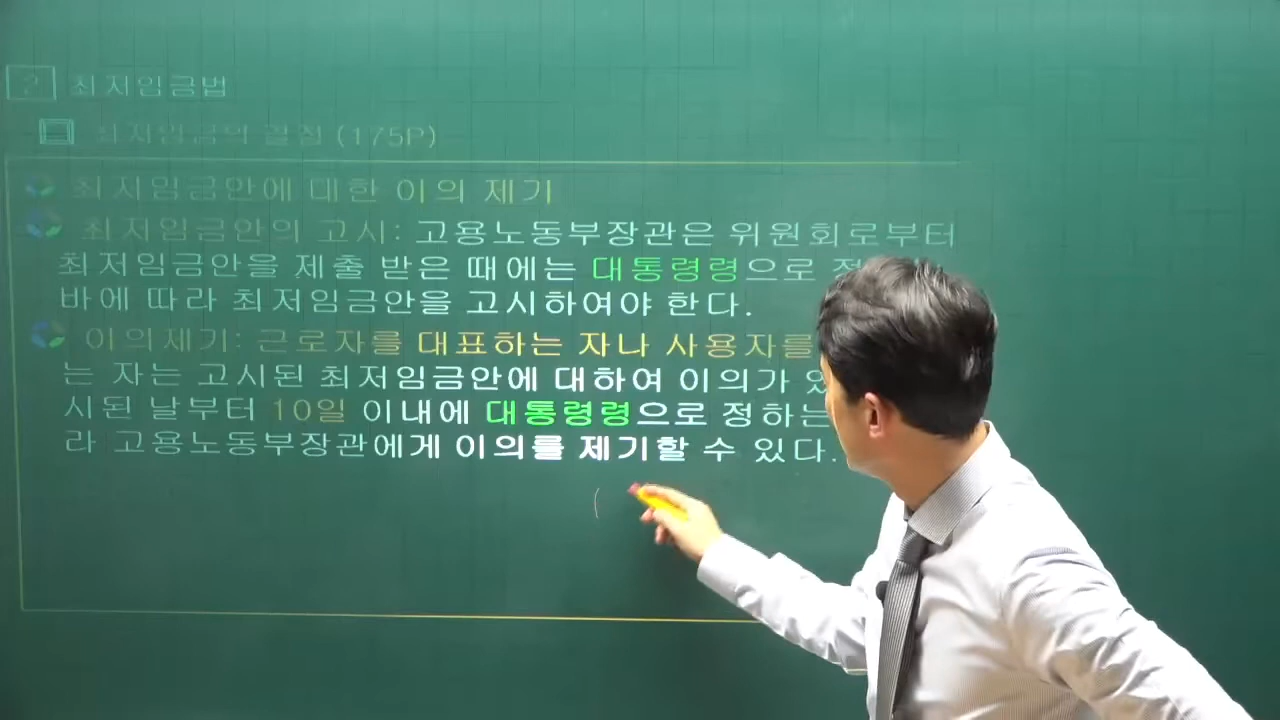 최저임금법
최저임금의 결정 (175P)
최저임금안에 대한 이의 제기
최저임금안의 고시: 고용노동부장관은 위원회로부터
최저임금안을 제출 받은 때에는 대통령령으로
바에 따라 최저임금안을 고시하여야 한다.
이의제기: 근로자를 대표하는 자나 사용자를
는 자는 고시된 최저임금안에 대하여 이의가
시된 날부터 10일 이내에 대통령령으로 정하는
라 고용노동부장관에게 이의를 제기할 수 있다.